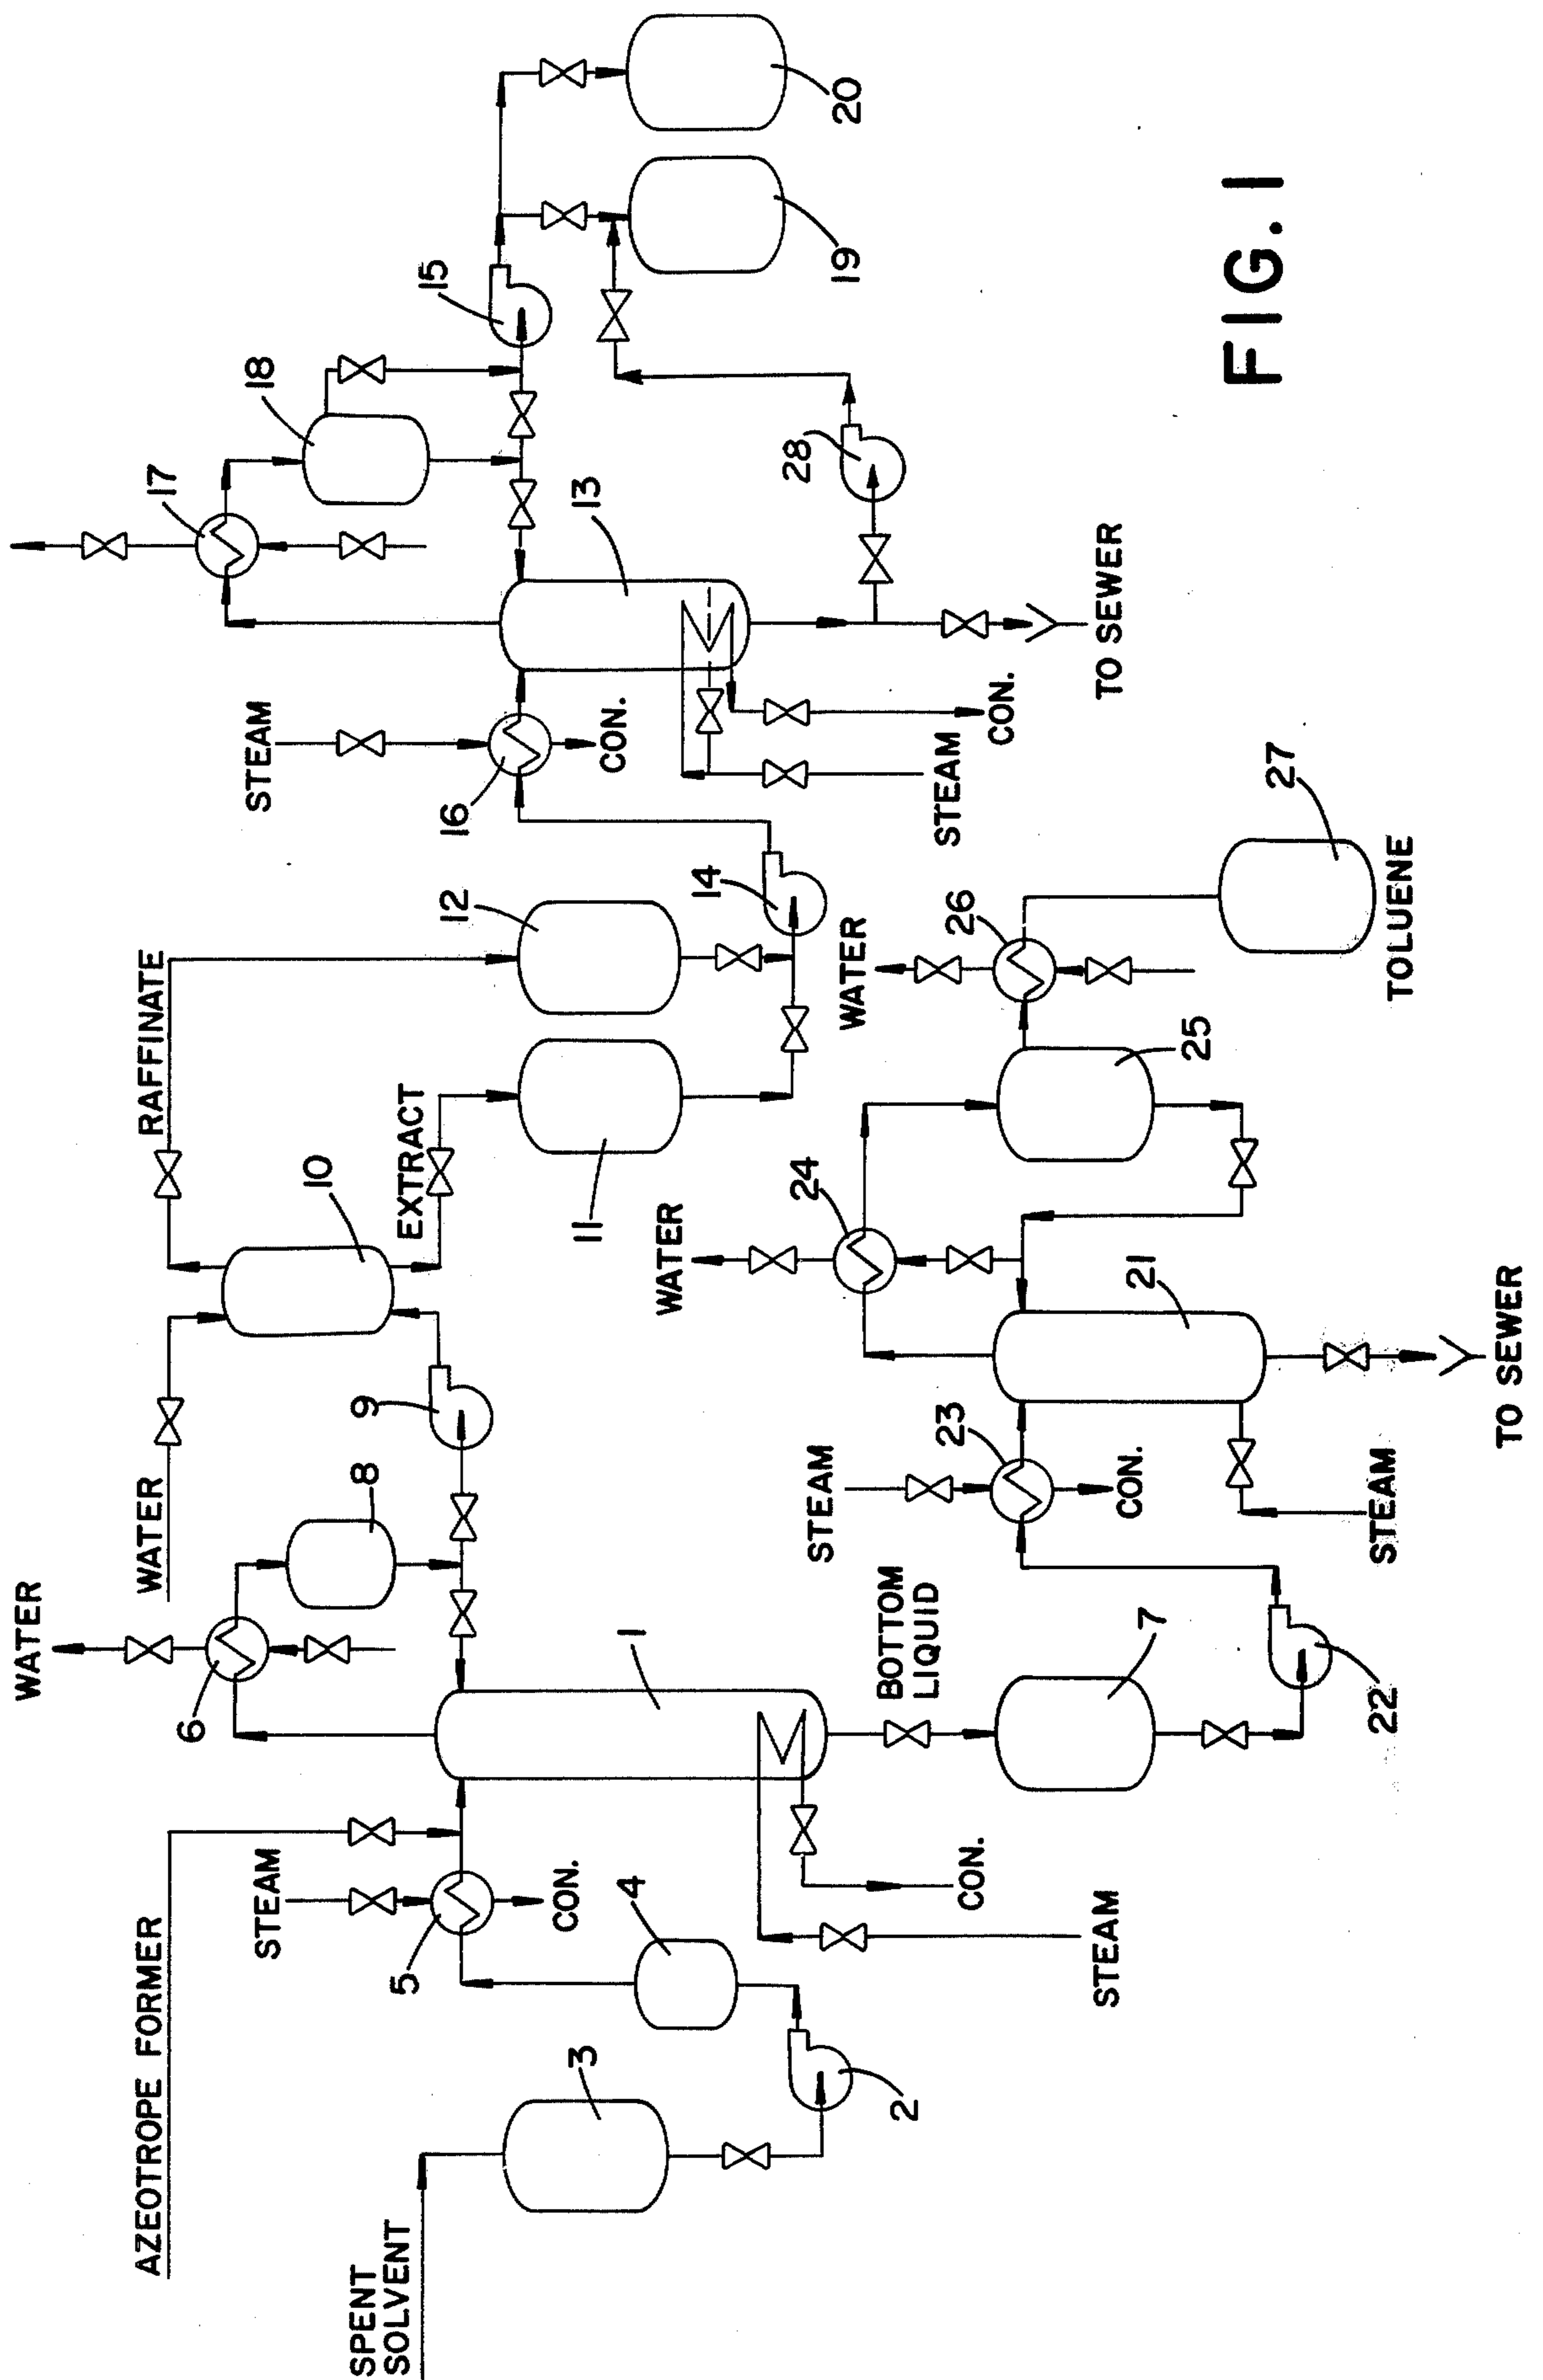 WATER
AZEOTROPE FORMER
WATER
RAFFINATE
17
6
STEAM
18
STEAM
10
SPENT
SOLVENT
8
9
5
EXTRACT
15
12
16
CON.
3
11
13
CON.
4
1
WATER
14
28
24
STEAM
19
20
WATER
BOTTOM
LIQUID
2
STEAM
23
26
CON.
CON.
STEAM
TO SEWER
CON.
21
7
25
FIG. 1
27
22
STEAM
TOLUENE
TO SEWER